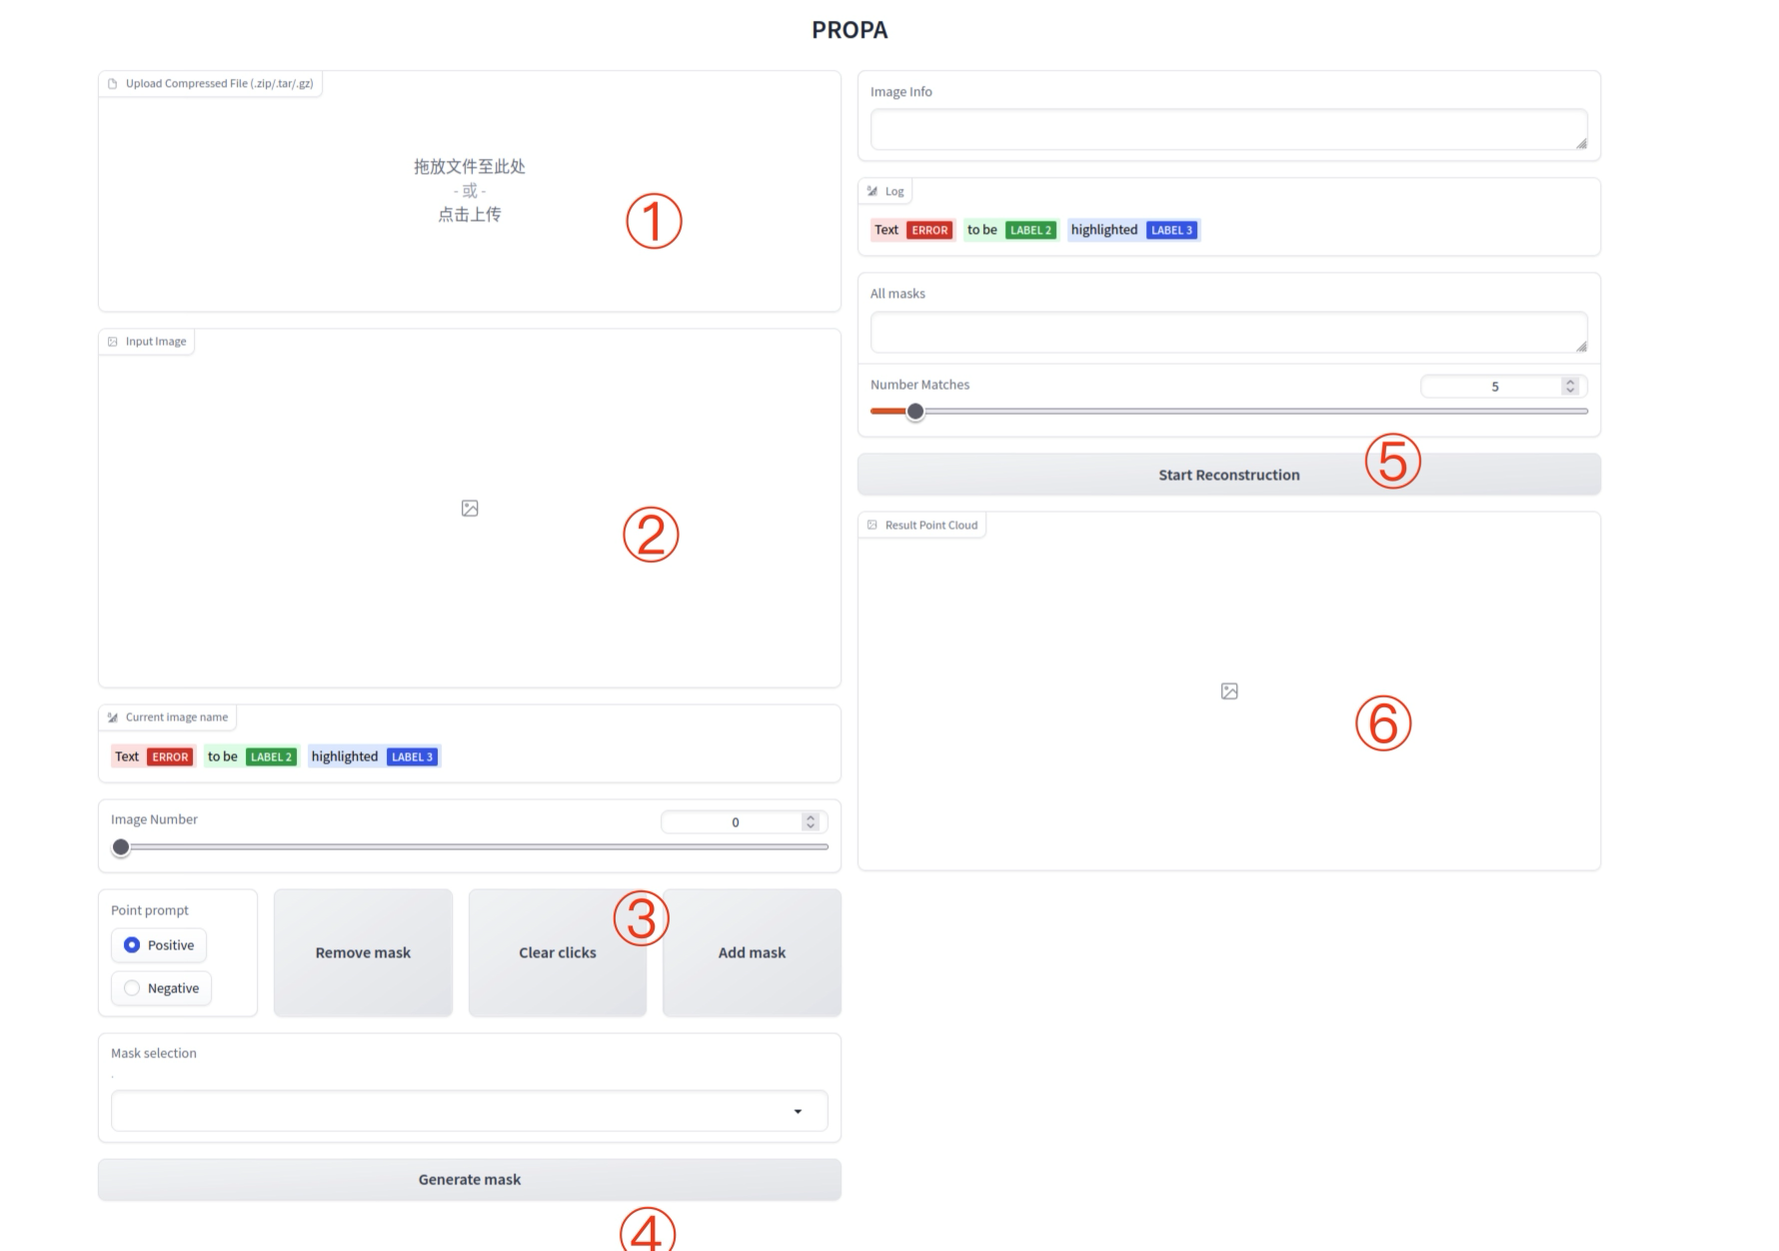 PROPA
Upload Compressed File (.zip/.tar/.gz)
拖放文件至此处
- 或 -
点击上传
①
Input Image
②
Current image name
Text ERROR to be LABEL 2 highlighted LABEL 3
Image Number
0
Point prompt
Positive
Negative
Remove mask
Clear clicks
③
Add mask
Mask selection
.
Generate mask
④
Image Info
Log
Text ERROR to be LABEL 2 highlighted LABEL 3
All masks
Number Matches
5
Start Reconstruction
⑤
Result Point Cloud
⑥